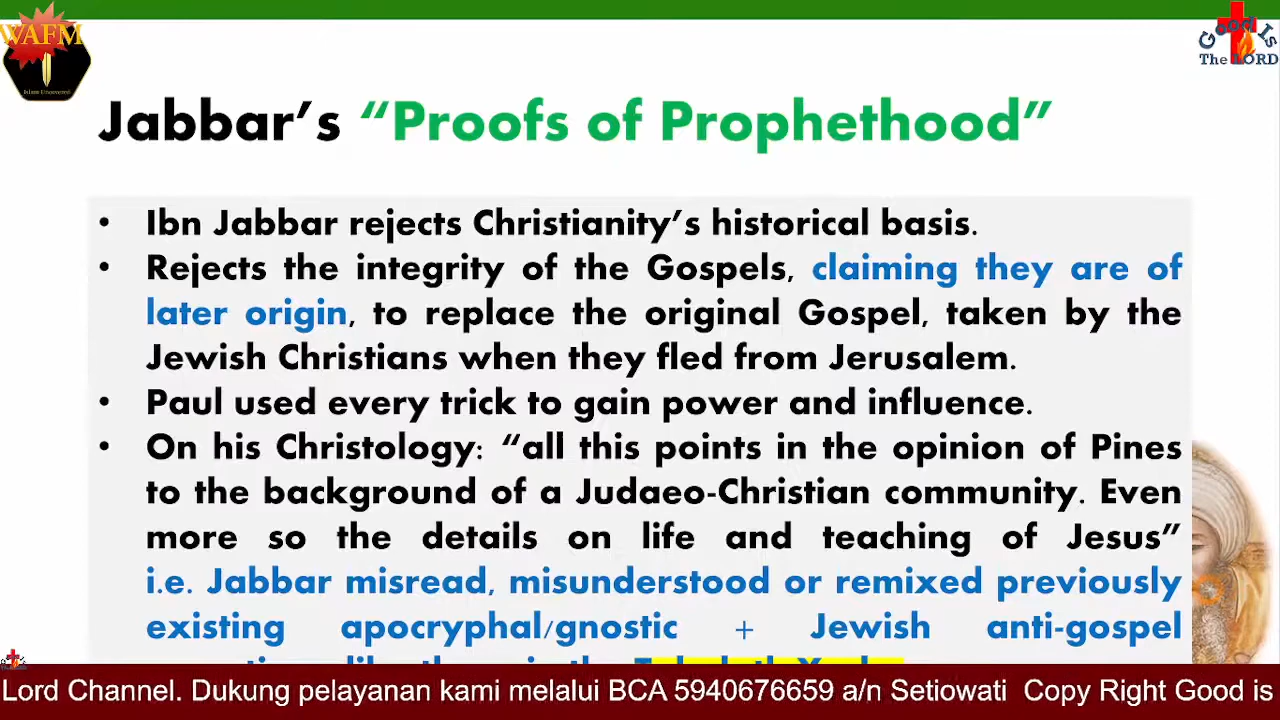 WAFM
Islam Uncovered
Good Is
The LORD
Jabbar’s “Proofs of Prophethood”
• Ibn Jabbar rejects Christianity’s historical basis.
• Rejects the integrity of the Gospels, claiming they are of
later origin, to replace the original Gospel, taken by the
Jewish Christians when they fled from Jerusalem.
• Paul used every trick to gain power and influence.
• On his Christology: “all this points in the opinion of Pines
to the background of a Judaeo-Christian community. Even
more so the details on life and teaching of Jesus”
i.e. Jabbar misread, misunderstood or remixed previously
existing apocryphal/gnostic + Jewish anti-gospel
Lord Channel. Dukung pelayanan kami melalui BCA 5940676659 a/n Setiowati Copy Right Good is